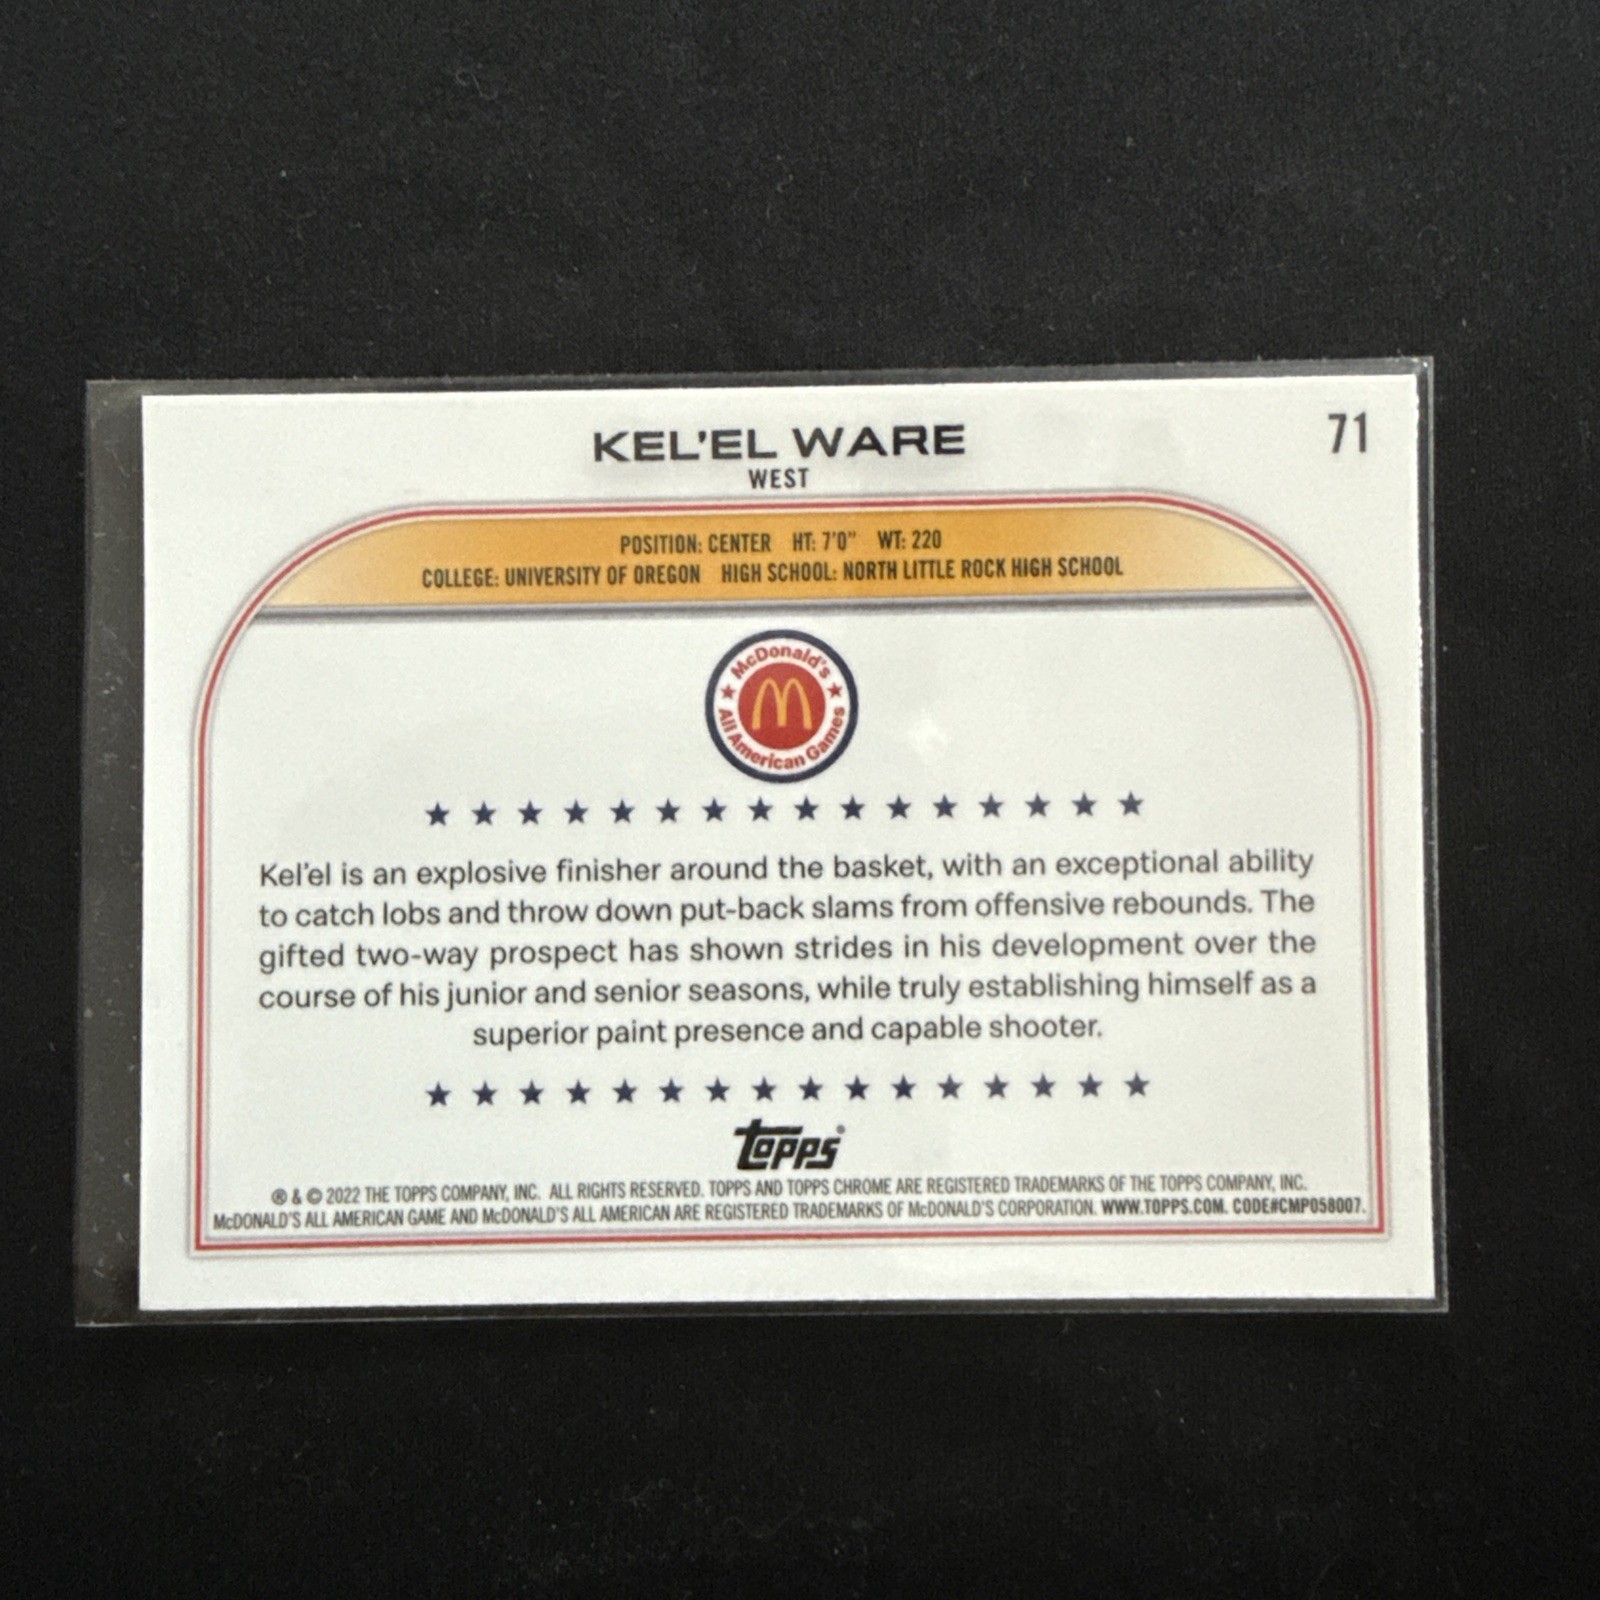 KEL'EL WARE
71
WEST
POSITION: CENTER HT: 7'0" WT: 220
COLLEGE: UNIVERSITY OF OREGON HIGH SCHOOL: NORTH LITTLE ROCK HIGH SCHOOL
McDonald's
All American Games
Kel'el is an explosive finisher around the basket, with an exceptional ability
to catch lobs and throw down put-back slams from offensive rebounds. The
gifted two-way prospect has shown strides in his development over the
course of his junior and senior seasons, while truly establishing himself as a
superior paint presence and capable shooter.
topps
® & © 2022 THE TOPPS COMPANY, INC. ALL RIGHTS RESERVED. TOPPS AND TOPPS CHROME ARE REGISTERED TRADEMARKS OF THE TOPPS COMPANY, INC.
McDONALD'S ALL AMERICAN GAME AND McDONALD'S ALL AMERICAN ARE REGISTERED TRADEMARKS OF McDONALD'S CORPORATION. WWW.TOPPS.COM. CODE#CMP058007.